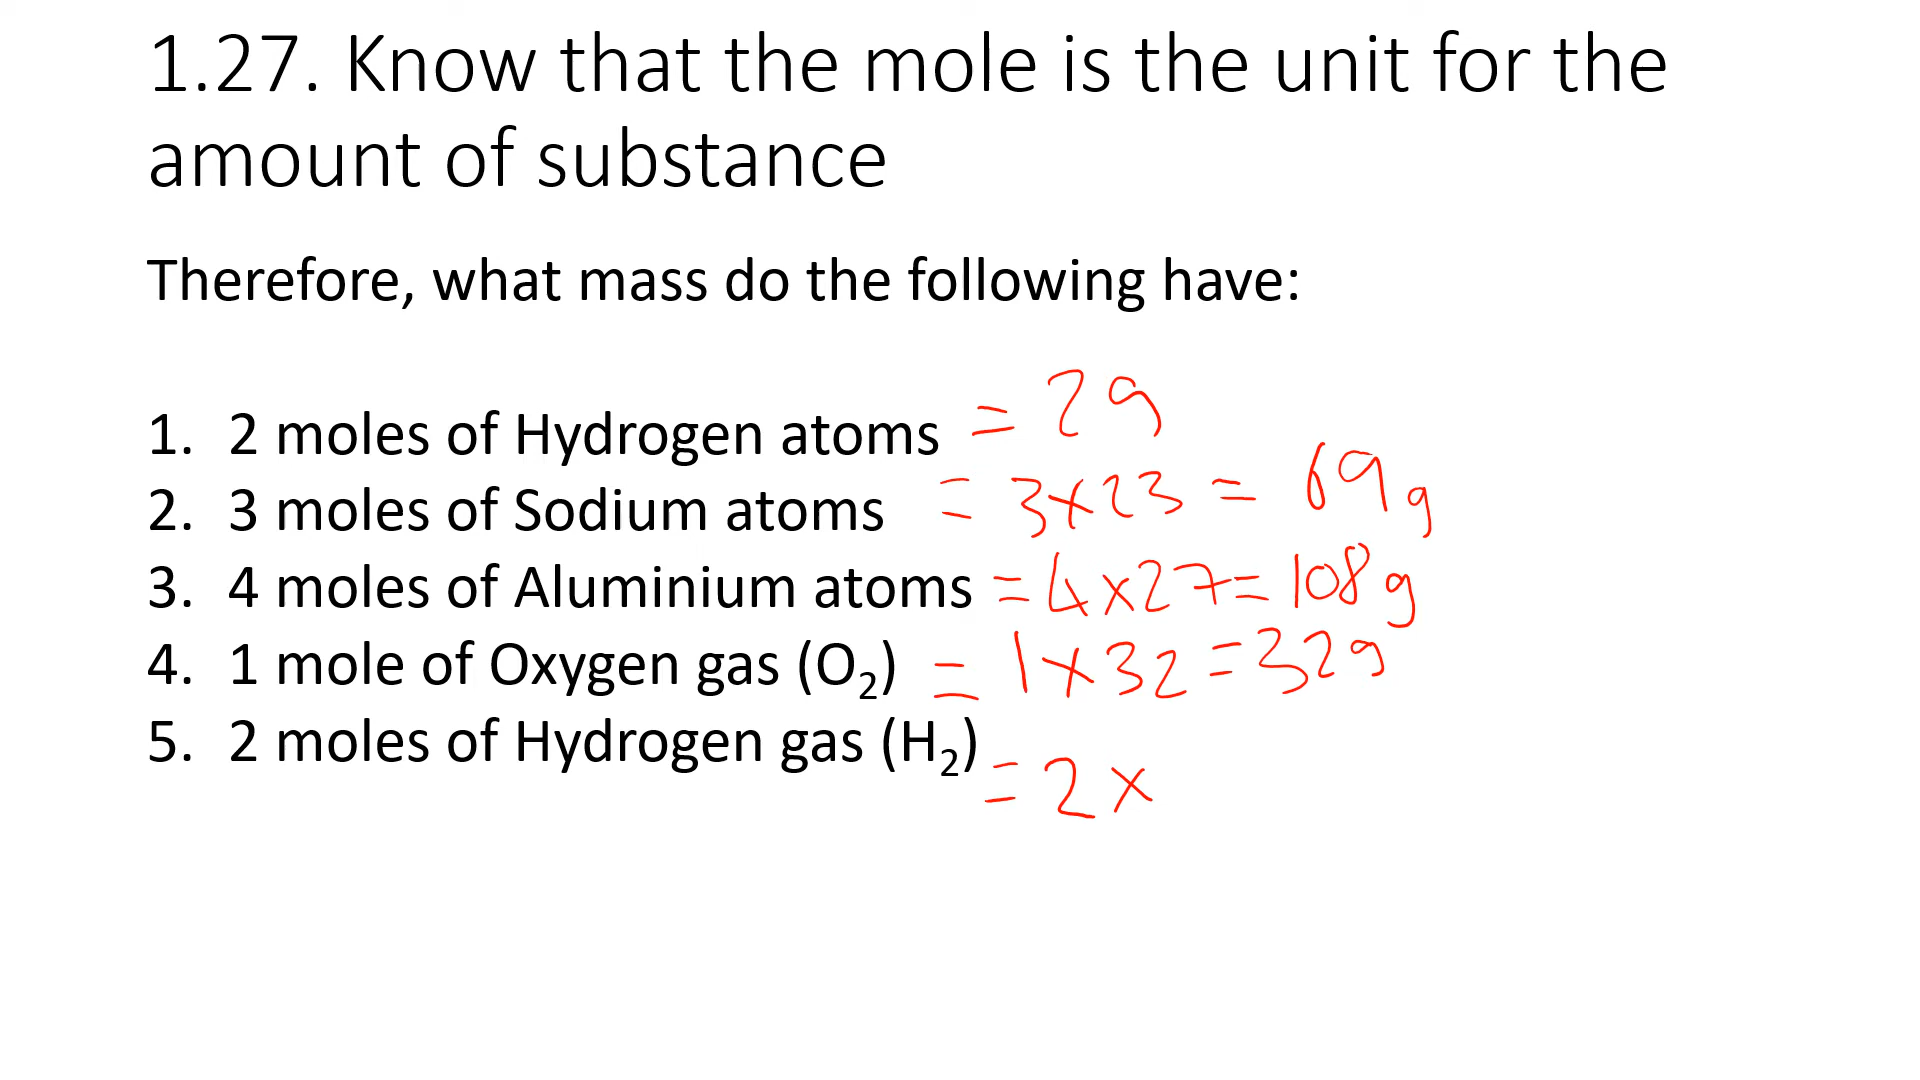 1.27. Know that the mole is the unit for the
amount of substance
Therefore, what mass do the following have:
1. 2 moles of Hydrogen atoms = 2g
2. 3 moles of Sodium atoms = 3x23 = 69g
3. 4 moles of Aluminium atoms = 4x27 = 108g
4. 1 mole of Oxygen gas (O₂) = 1x32 = 32g
5. 2 moles of Hydrogen gas (H₂) = 2x